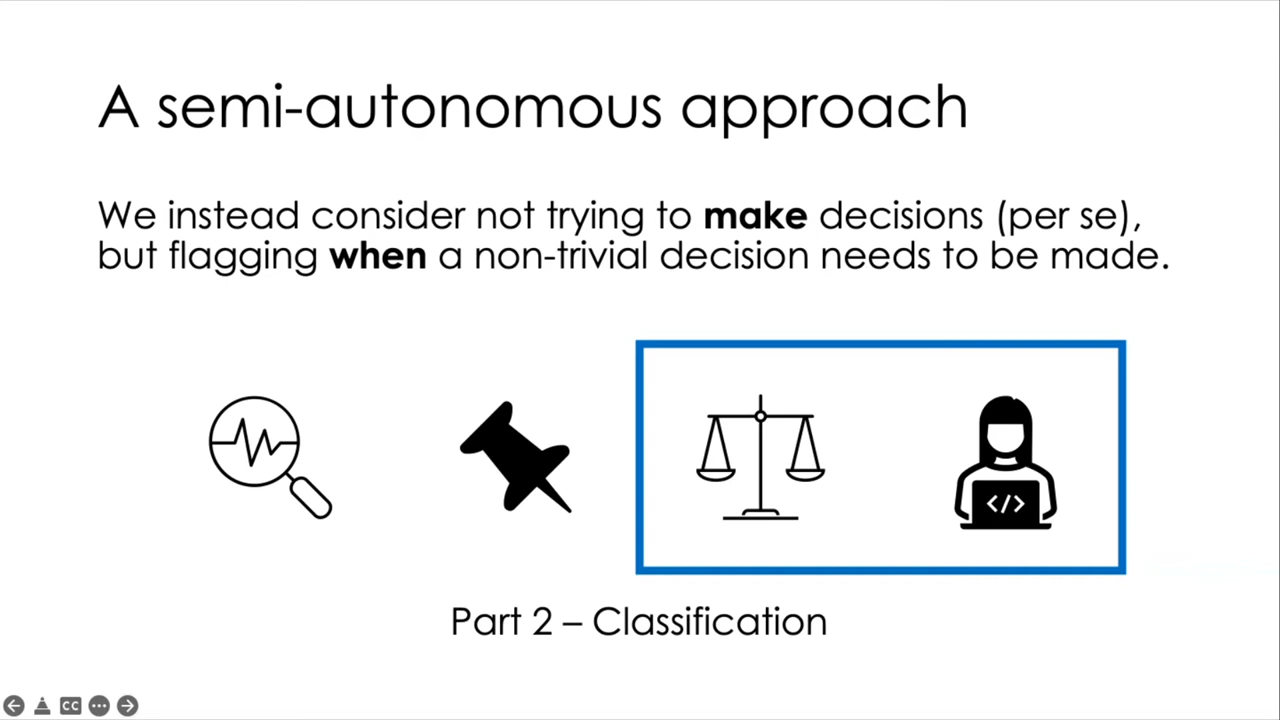 A semi-autonomous approach
We instead consider not trying to make decisions (per se),
but flagging when a non-trivial decision needs to be made.
</>
Part 2 – Classification
CC